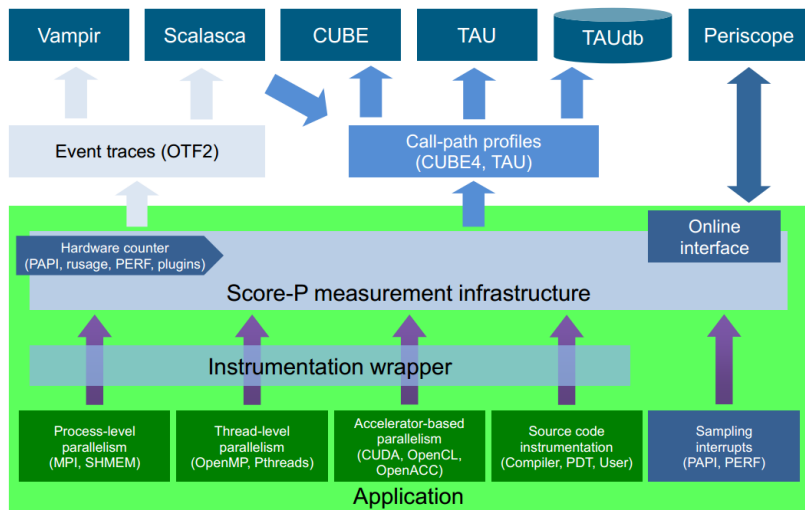 Vampir
Scalasca
CUBE
TAU
TAUdb
Periscope
Event traces (OTF2)
Call-path profiles
(CUBE4, TAU)
Online
interface
Hardware counter
(PAPI, rusage, PERF, plugins)
Score-P measurement infrastructure
Instrumentation wrapper
Process-level
parallelism
(MPI, SHMEM)
Thread-level
parallelism
(OpenMP, Pthreads)
Accelerator-based
parallelism
(CUDA, OpenCL,
OpenACC)
Source code
instrumentation
(Compiler, PDT, User)
Sampling
interrupts
(PAPI, PERF)
Application